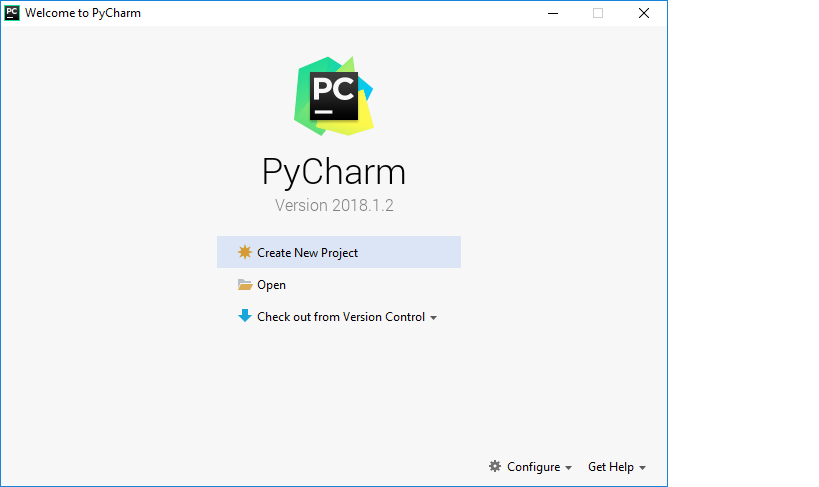 PC Welcome to PyCharm
PC
PyCharm
Version 2018.1.2
Create New Project
Open
Check out from Version Control
Configure Get Help